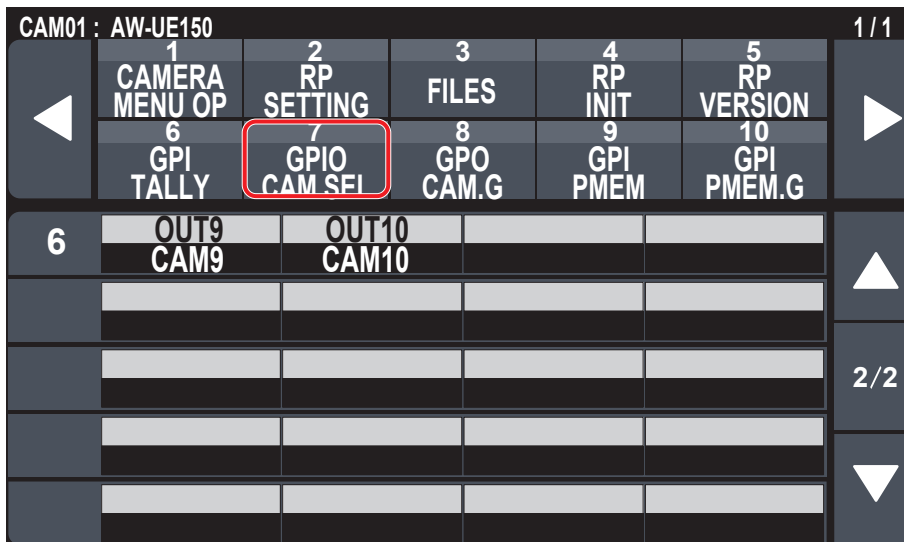 CAM01 : AW-UE150 1/1
1 2 3 4 5
CAMERA MENU OP RP SETTING FILES RP INIT RP VERSION
6 7 8 9 10
GPI TALLY GPIO CAM.SEL GPO CAM.G GPI PMEM GPI PMEM.G
6 OUT9 OUT10
CAM9 CAM10
2/2